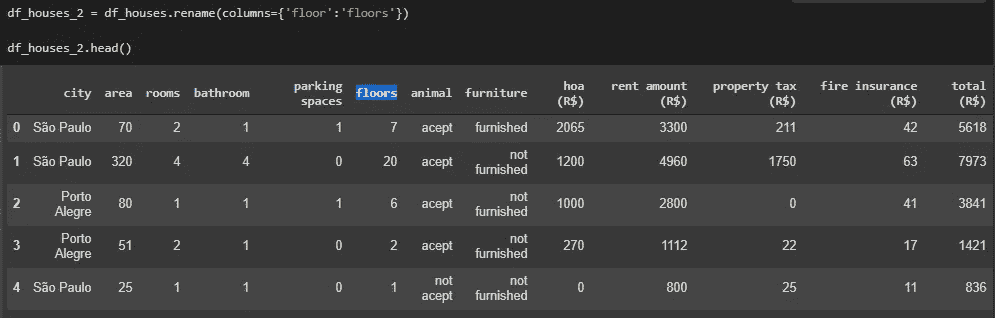 df_houses_2 = df_houses.rename(columns={'floor':'floors'})
df_houses_2.head()
city area rooms bathroom parking spaces floors animal furniture hoa (R$) rent amount (R$) property tax (R$) fire insurance (R$) total (R$)
0 São Paulo 70 2 1 1 7 acept furnished 2065 3300 211 42 5618
1 São Paulo 320 4 4 0 20 acept not furnished 1200 4960 1750 63 7973
2 Porto Alegre 80 1 1 1 6 acept not furnished 1000 2800 0 41 3841
3 Porto Alegre 51 2 1 0 2 acept not furnished 270 1112 22 17 1421
4 São Paulo 25 1 1 0 1 not acept not furnished 0 800 25 11 836